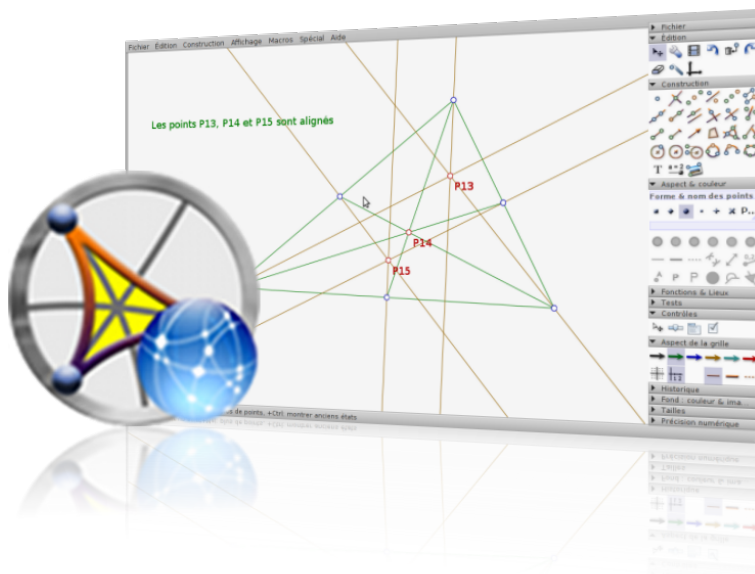 Fichier Édition Construction Affichage Macros Spécial Aide
Les points P13, P14 et P15 sont alignés
P13
P14
P15
de points, +Ctrl: montrer anciens états
Fichier
Édition
Construction
T
Aspect & couleur
Forme & nom des points
P...
A P P
Fonctions & Lieux
Tests
Contrôles
Aspect de la grille
Historique
Fond : couleur & ima
Tailles
Précision numérique